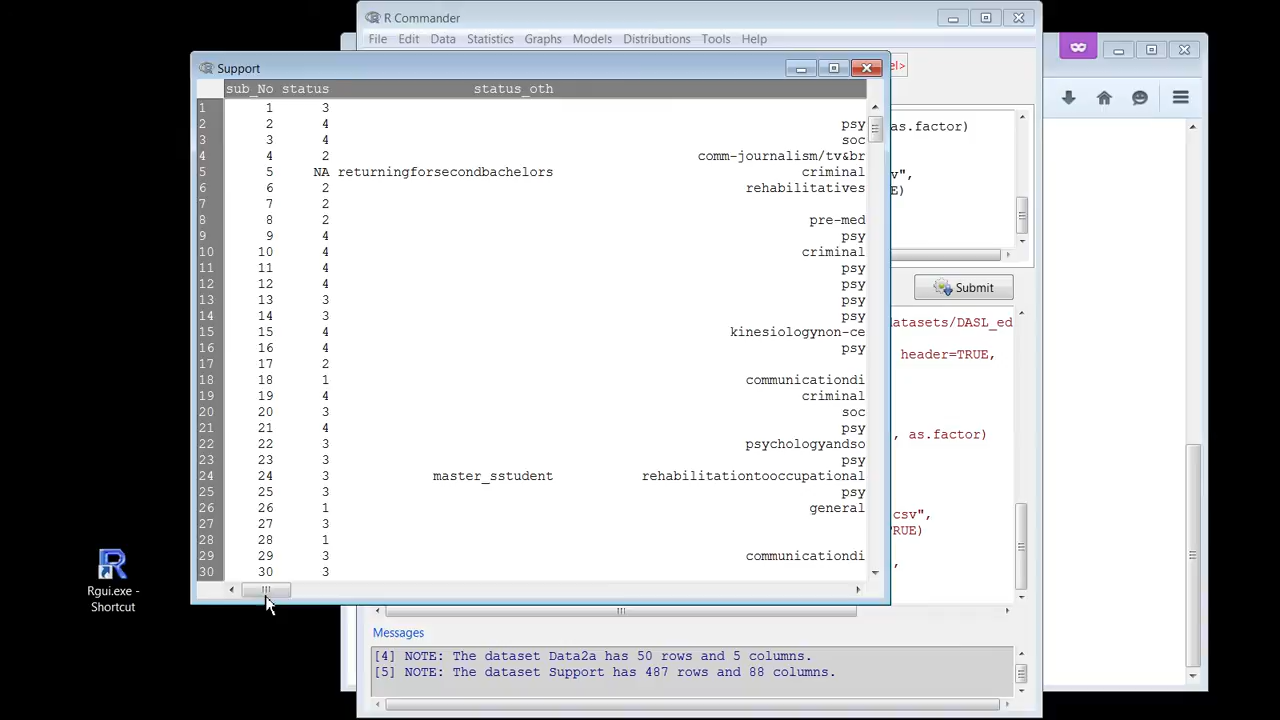 R Commander
File Edit Data Statistics Graphs Models Distributions Tools Help
Support
sub_No status status_oth
1 1 3
2 2 4 psy
3 3 4 soc
4 4 2 comm-journalism/tv&br
5 5 NA returningforsecondbachelors criminal
6 6 2 rehabilitatives
7 7 2
8 8 2 pre-med
9 9 4 psy
10 10 4 criminal
11 11 4 psy
12 12 4 psy
13 13 3 psy
14 14 3 psy
15 15 4 kinesiologynon-ce
16 16 4 psy
17 17 2
18 18 1 communicationdi
19 19 4 criminal
20 20 3 soc
21 21 4 psy
22 22 3 psychologyandso
23 23 3 psy
24 24 3 master_sstudent rehabilitationtooccupational
25 25 3 psy
26 26 1 general
27 27 3
28 28 1
29 29 3 communicationdi
30 30 3
el>
as.factor)
v",
E)
Submit
atasets/DASL_ed
header=TRUE,
, as.factor)
csv",
RUE)
,
Messages
[4] NOTE: The dataset Data2a has 50 rows and 5 columns.
[5] NOTE: The dataset Support has 487 rows and 88 columns.
Rgui.exe -
Shortcut